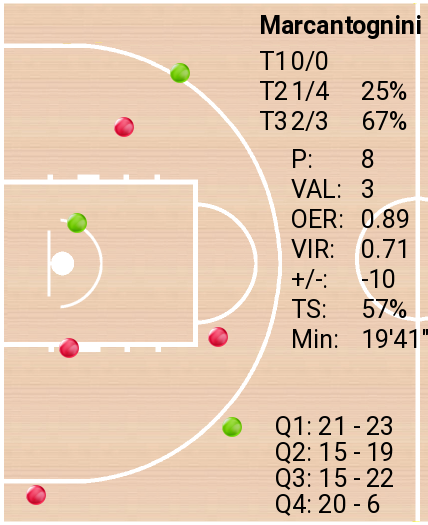 Marcantognini
T1 0/0
T2 1/4 25%
T3 2/3 67%
P: 8
VAL: 3
OER: 0.89
VIR: 0.71
+/-: -10
TS: 57%
Min: 19'41"
Q1: 21 - 23
Q2: 15 - 19
Q3: 15 - 22
Q4: 20 - 6